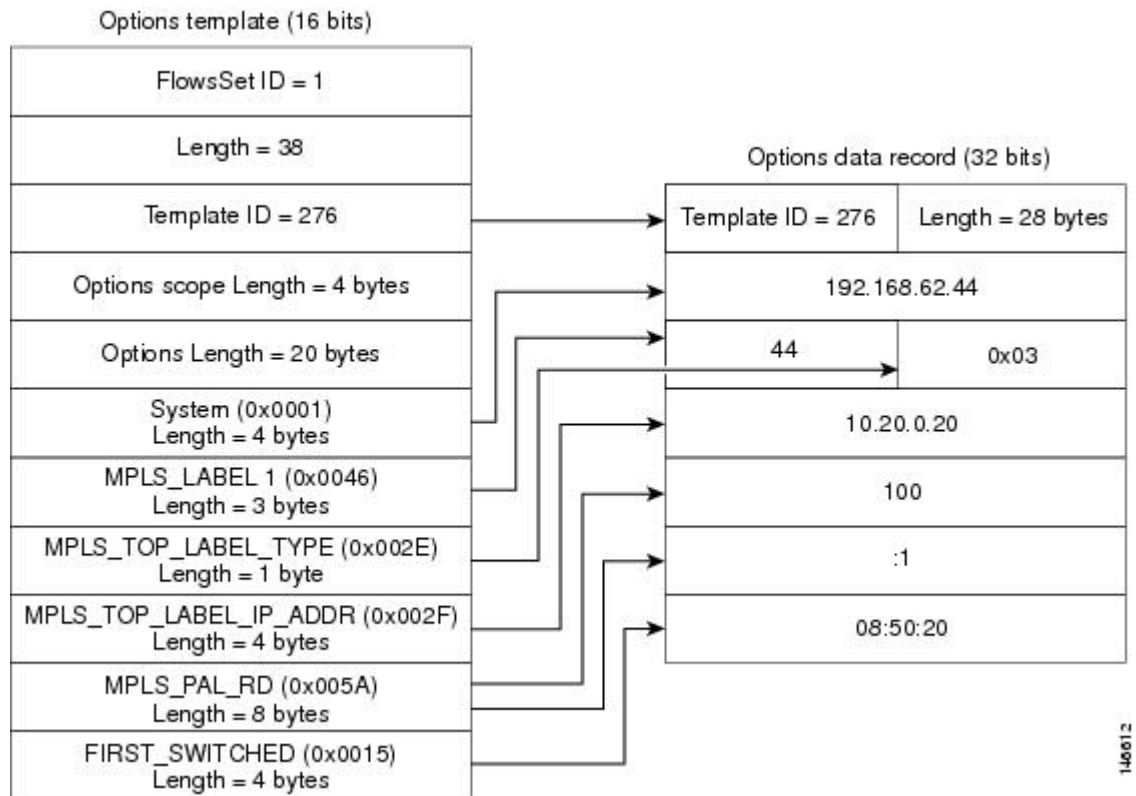 Options template (16 bits)
FlowsSet ID = 1
Length = 38
Template ID = 276
Options scope Length = 4 bytes
Options Length = 20 bytes
System (0x0001)
Length = 4 bytes
MPLS_LABEL 1 (0x0046)
Length = 3 bytes
MPLS_TOP_LABEL_TYPE (0x002E)
Length = 1 byte
MPLS_TOP_LABEL_IP_ADDR (0x002F)
Length = 4 bytes
MPLS_PAL_RD (0x005A)
Length = 8 bytes
FIRST_SWITCHED (0x0015)
Length = 4 bytes
Options data record (32 bits)
Template ID = 276
Length = 28 bytes
192.168.62.44
44
0x03
10.20.0.20
100
:1
08:50:20
146612